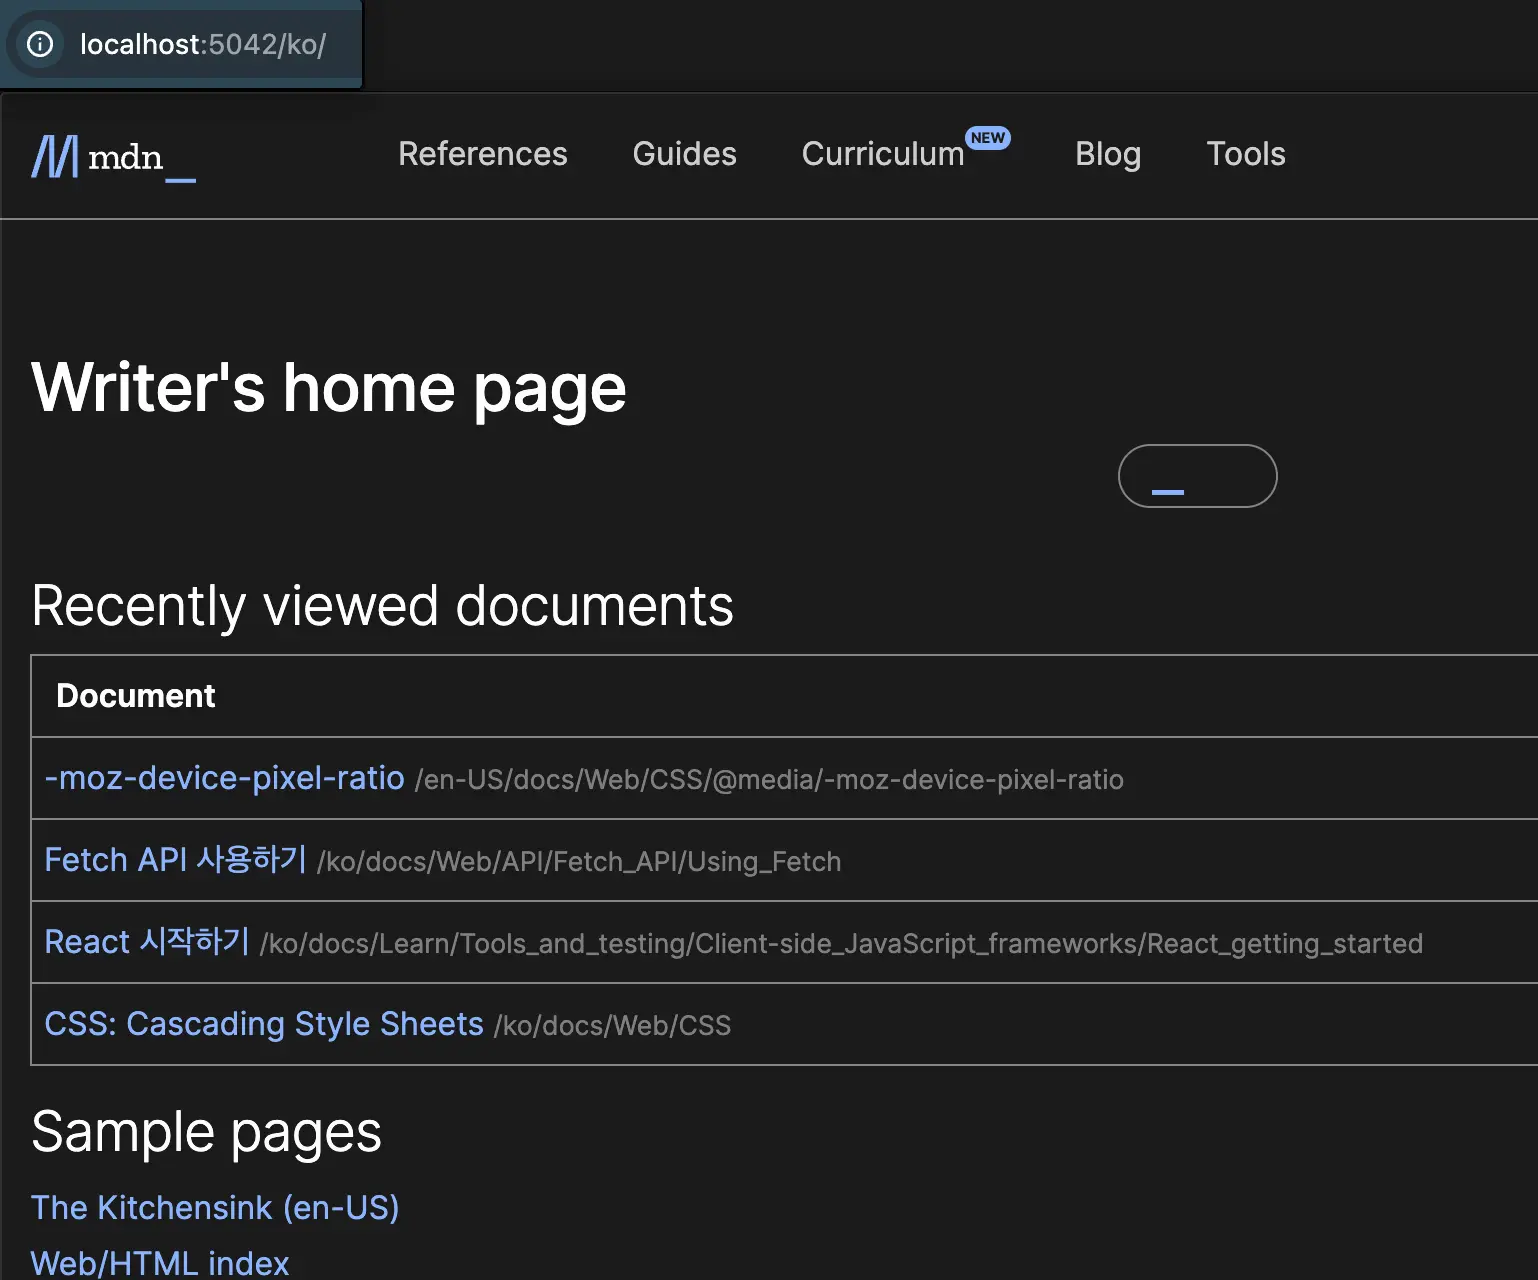 localhost:5042/ko/
mdn_
References Guides Curriculum NEW Blog Tools
Writer's home page
Recently viewed documents
Document
-moz-device-pixel-ratio /en-US/docs/Web/CSS/@media/-moz-device-pixel-ratio
Fetch API 사용하기 /ko/docs/Web/API/Fetch_API/Using_Fetch
React 시작하기 /ko/docs/Learn/Tools_and_testing/Client-side_JavaScript_frameworks/React_getting_started
CSS: Cascading Style Sheets /ko/docs/Web/CSS
Sample pages
The Kitchensink (en-US)
Web/HTML index